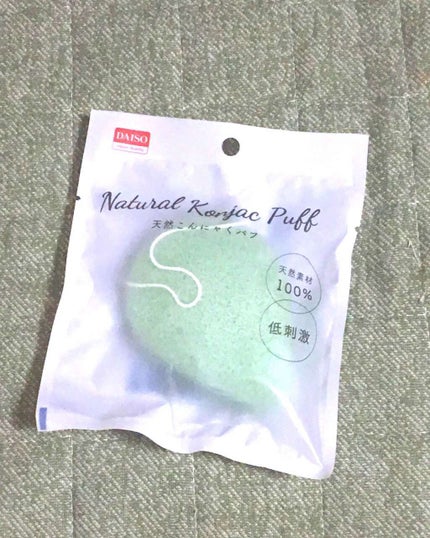 DAISO
Natural Konjac Puff
天然こんにゃくパフ
天然素材
100%
低刺激